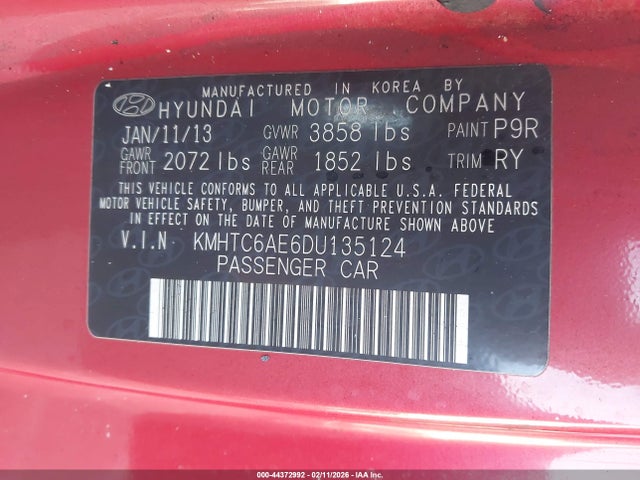 MANUFACTURED IN KOREA BY
HYUNDAI MOTOR COMPANY
JAN/11/13 GVWR 3858 lbs PAINT P9R
GAWR FRONT 2072 lbs GAWR REAR 1852 lbs TRIM RY
THIS VEHICLE CONFORMS TO ALL APPLICABLE U.S.A. FEDERAL
MOTOR VEHICLE SAFETY, BUMPER, AND THEFT PREVENTION STANDARDS
IN EFFECT ON THE DATE OF MANUFACTURE SHOWN ABOVE.
V.I.N KMHTC6AE6DU135124
PASSENGER CAR
000-44372992 - 02/11/2026 - IAA, Inc.